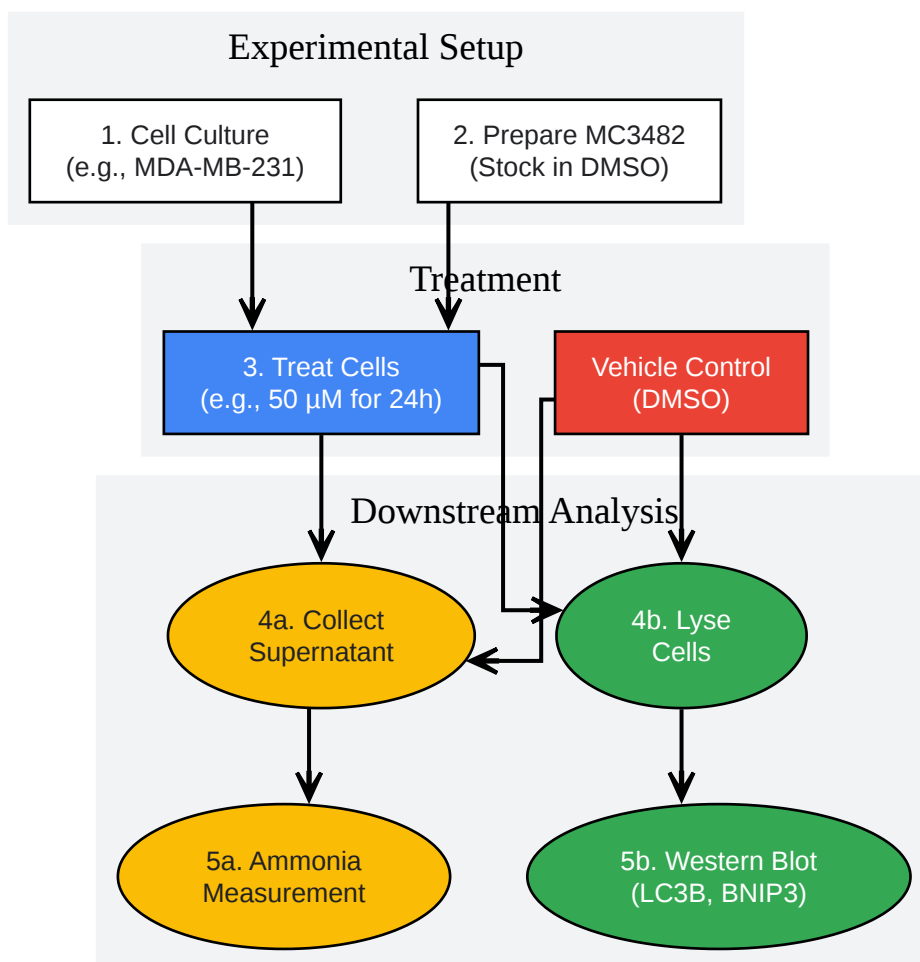 Experimental Setup
1. Cell Culture
(e.g., MDA-MB-231)
2. Prepare MC3482
(Stock in DMSO)
Treatment
3. Treat Cells
(e.g., 50 µM for 24h)
Vehicle Control
(DMSO)
Downstream Analysis
4a. Collect
Supernatant
4b. Lyse
Cells
5a. Ammonia
Measurement
5b. Western Blot
(LC3B, BNIP3)